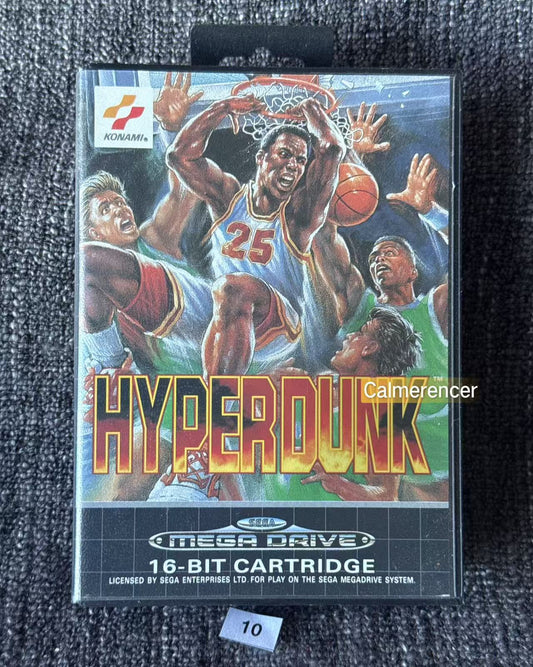 KONAMI®
25
HYPERDUNK™
Calmerencer
SEGA
MEGA DRIVE
16-BIT CARTRIDGE
LICENSED BY SEGA ENTERPRISES LTD. FOR PLAY ON THE SEGA MEGADRIVE SYSTEM.
10